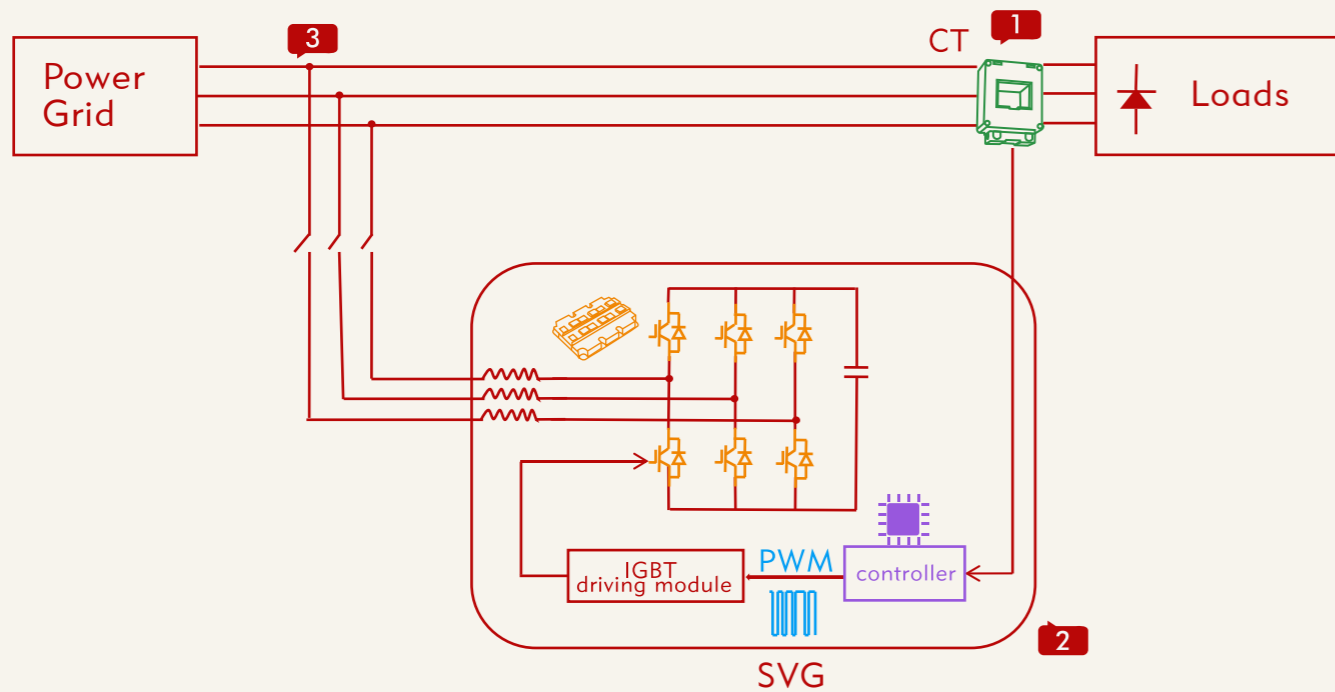 3
1
CT
Power
Grid
Loads
PWM
IGBT
driving module
controller
2
SVG